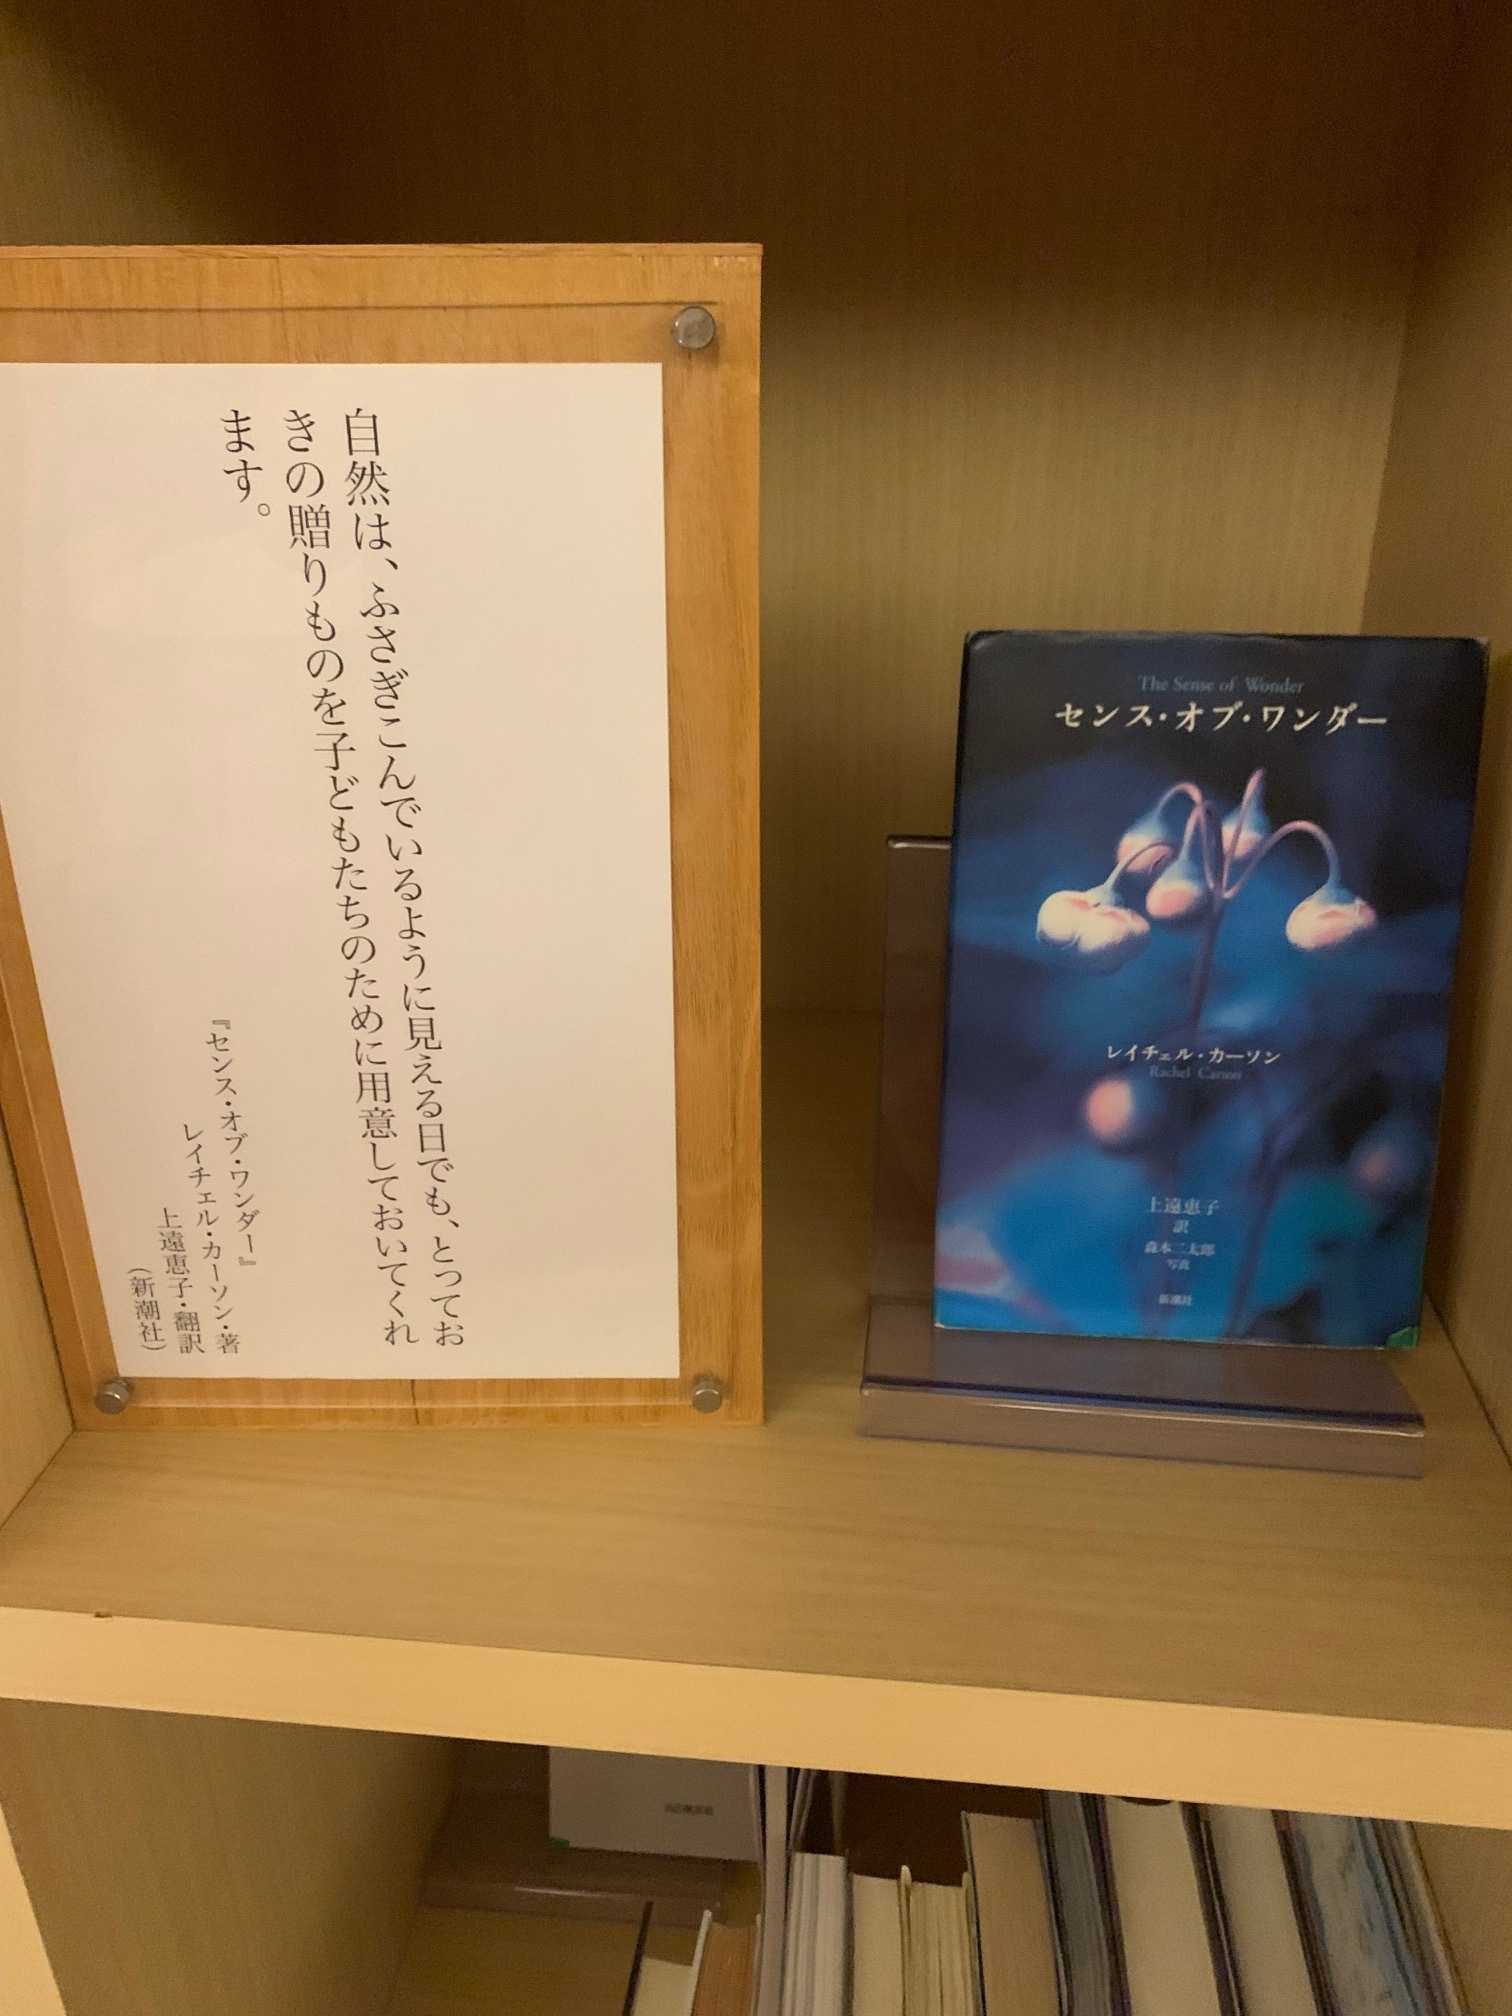 自然は、ふさぎこんでいるように見える日でも、とってお
きの贈りものを子どもたちのために用意しておいてくれ
ます。
『センス・オブ・ワンダー』
レイチェル・カーソン・著
上遠恵子・翻訳
（新潮社）
The Sense of Wonder
センス・オブ・ワンダー
レイチェル・カーソン
Rachel Carson
上遠恵子
訳
森本二太郎
写真
新潮社